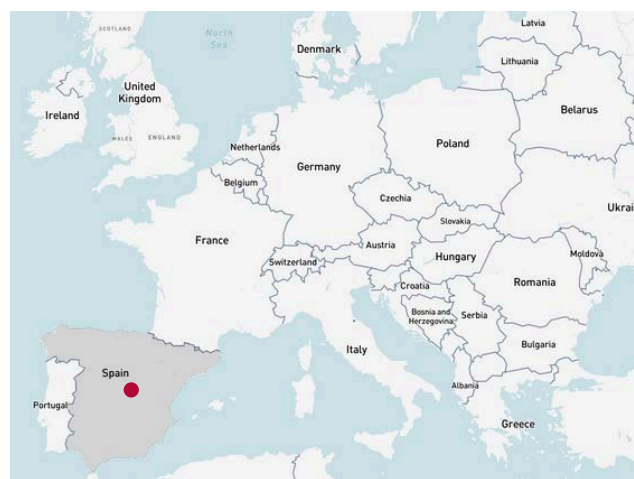 SCOTLAND
North
Sea
Denmark
Latvia
Lithuania
United
Kingdom
Ireland
Belarus
WALES
ENGLAND
Netherlands
Poland
Germany
Belgium
Czechia
Ukrai
Slovakia
France
Austria
Moldova
Switzerland
Hungary
Romania
Croatia
Bosnia and
Herzegovina
Serbia
Italy
Bulgaria
Spain
Albania
Portugal
Greece